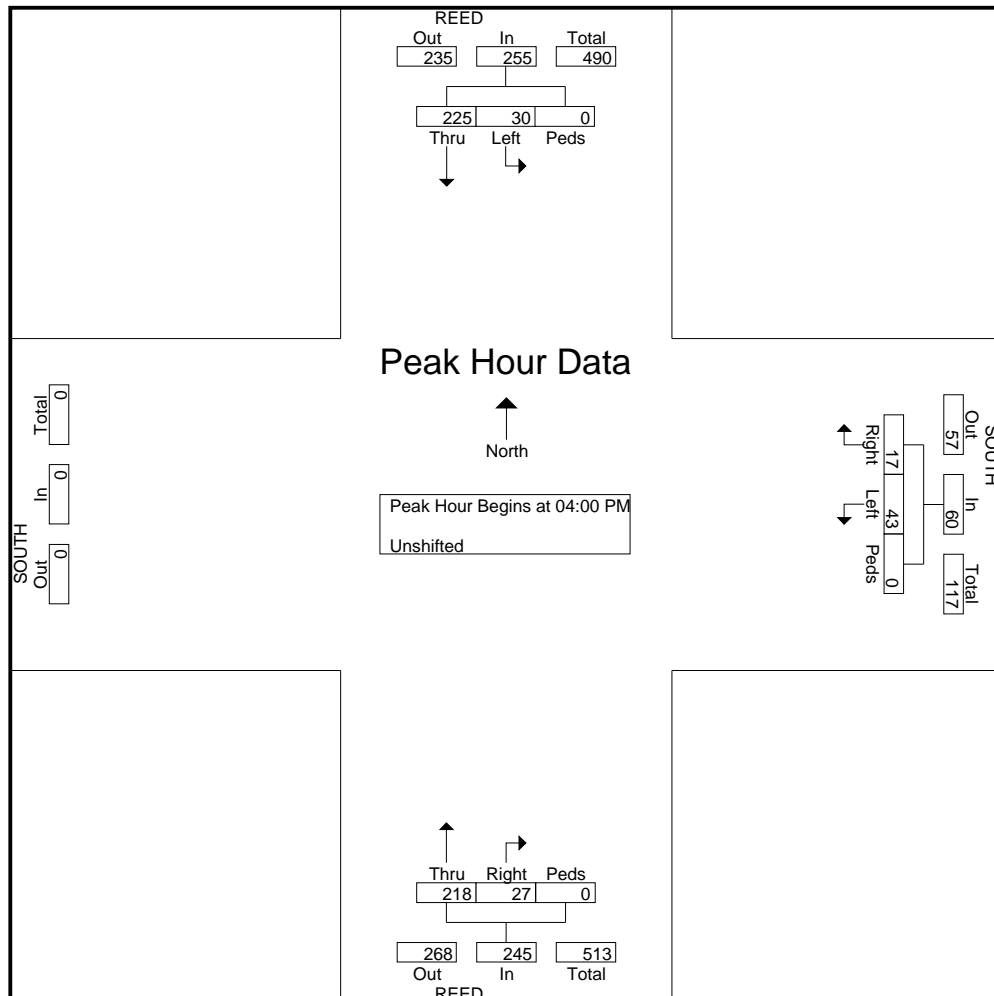 REED
Out In Total
235 255 490
225 30 0
Thru Left Peds
Peak Hour Data
North
Peak Hour Begins at 04:00 PM
Unshifted
SOUTH
Out In Total
57 60 117
17 43 0
Right Left Peds
Total In Out
0 0 0
SOUTH
Thru Right Peds
218 27 0
268 245 513
Out In Total
REED